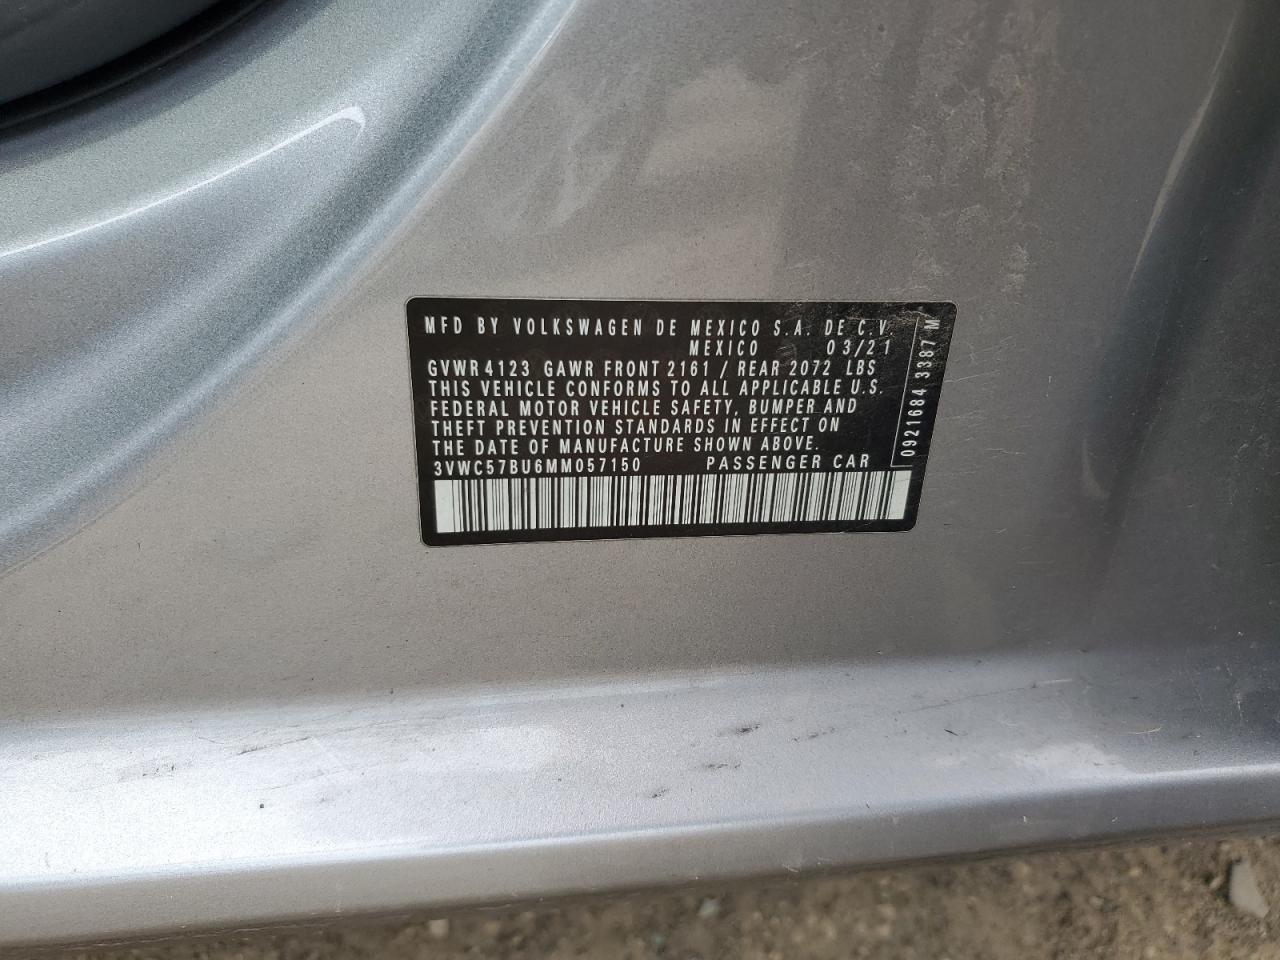 MFD BY VOLKSWAGEN DE MEXICO S.A. DE C.V.
MEXICO 03/21
GVWR 4123 GAWR FRONT 2161 / REAR 2072 LBS
THIS VEHICLE CONFORMS TO ALL APPLICABLE U.S.
FEDERAL MOTOR VEHICLE SAFETY, BUMPER AND
THEFT PREVENTION STANDARDS IN EFFECT ON
THE DATE OF MANUFACTURE SHOWN ABOVE.
3VWC57BU6MM057150 PASSENGER CAR
0921684 3387 M